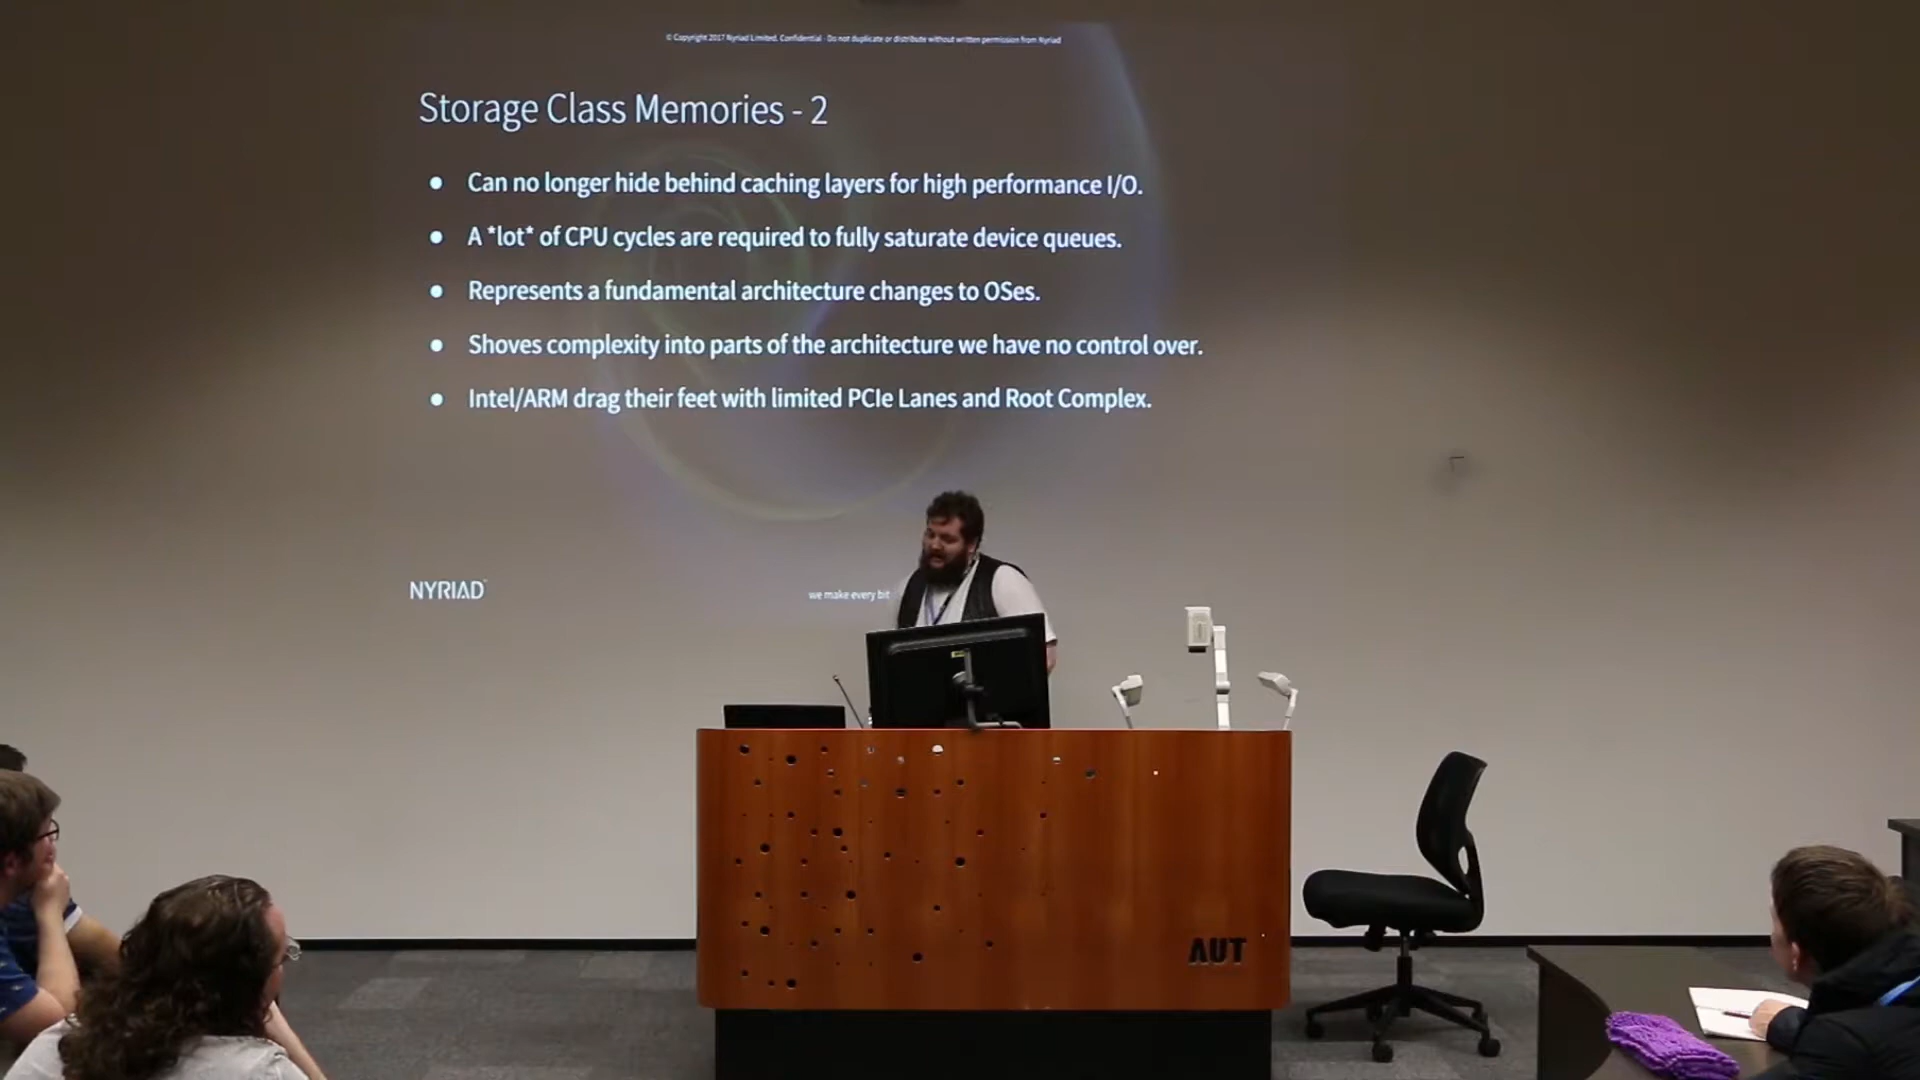 © Copyright 2017 Nyriad Limited. Confidential - Do not duplicate or distribute without written permission from Nyriad
Storage Class Memories - 2
● Can no longer hide behind caching layers for high performance I/O.
● A *lot* of CPU cycles are required to fully saturate device queues.
● Represents a fundamental architecture changes to OSes.
● Shoves complexity into parts of the architecture we have no control over.
● Intel/ARM drag their feet with limited PCIe Lanes and Root Complex.
NYRIAD
we make every bit
AUT